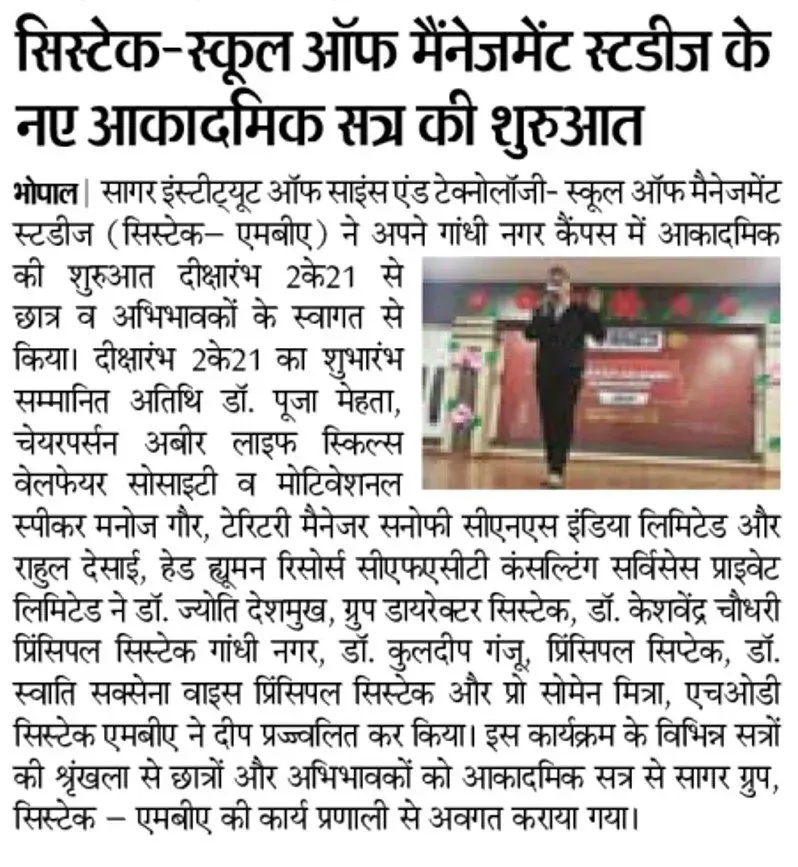 सिस्टेक-स्कूल ऑफ मैंनेजमेंट स्टडीज के
नए आकादमिक सत्र की शुरुआत
भोपाल| सागर इंस्टीट्यूट ऑफ साइंस एंड टेक्नोलॉजी- स्कूल ऑफ मैनेजमेंट
स्टडीज (सिस्टेक– एमबीए) ने अपने गांधी नगर कैंपस में आकादमिक
की शुरुआत दीक्षारंभ 2के21 से
छात्र व अभिभावकों के स्वागत से
किया। दीक्षारंभ 2के21 का शुभारंभ
सम्मानित अतिथि डॉ. पूजा मेहता,
चेयरपर्सन अबीर लाइफ स्किल्स
वेलफेयर सोसाइटी व मोटिवेशनल
स्पीकर मनोज गौर, टेरिटरी मैनेजर सनोफी सीएनएस इंडिया लिमिटेड और
राहुल देसाई, हेड ह्यूमन रिसोर्स सीएफएसीटी कंसल्टिंग सर्विसेस प्राइवेट
लिमिटेड ने डॉ. ज्योति देशमुख, ग्रुप डायरेक्टर सिस्टेक, डॉ. केशवेंद्र चौधरी
प्रिंसिपल सिस्टेक गांधी नगर, डॉ. कुलदीप गंजू, प्रिंसिपल सिप्टेक, डॉ.
स्वाति सक्सेना वाइस प्रिंसिपल सिस्टेक और प्रो सोमेन मित्रा, एचओडी
सिस्टेक एमबीए ने दीप प्रज्ज्वलित कर किया। इस कार्यक्रम के विभिन्न सत्रों
की श्रृंखला से छात्रों और अभिभावकों को आकादमिक सत्र से सागर ग्रुप,
सिस्टेक – एमबीए की कार्य प्रणाली से अवगत कराया गया।